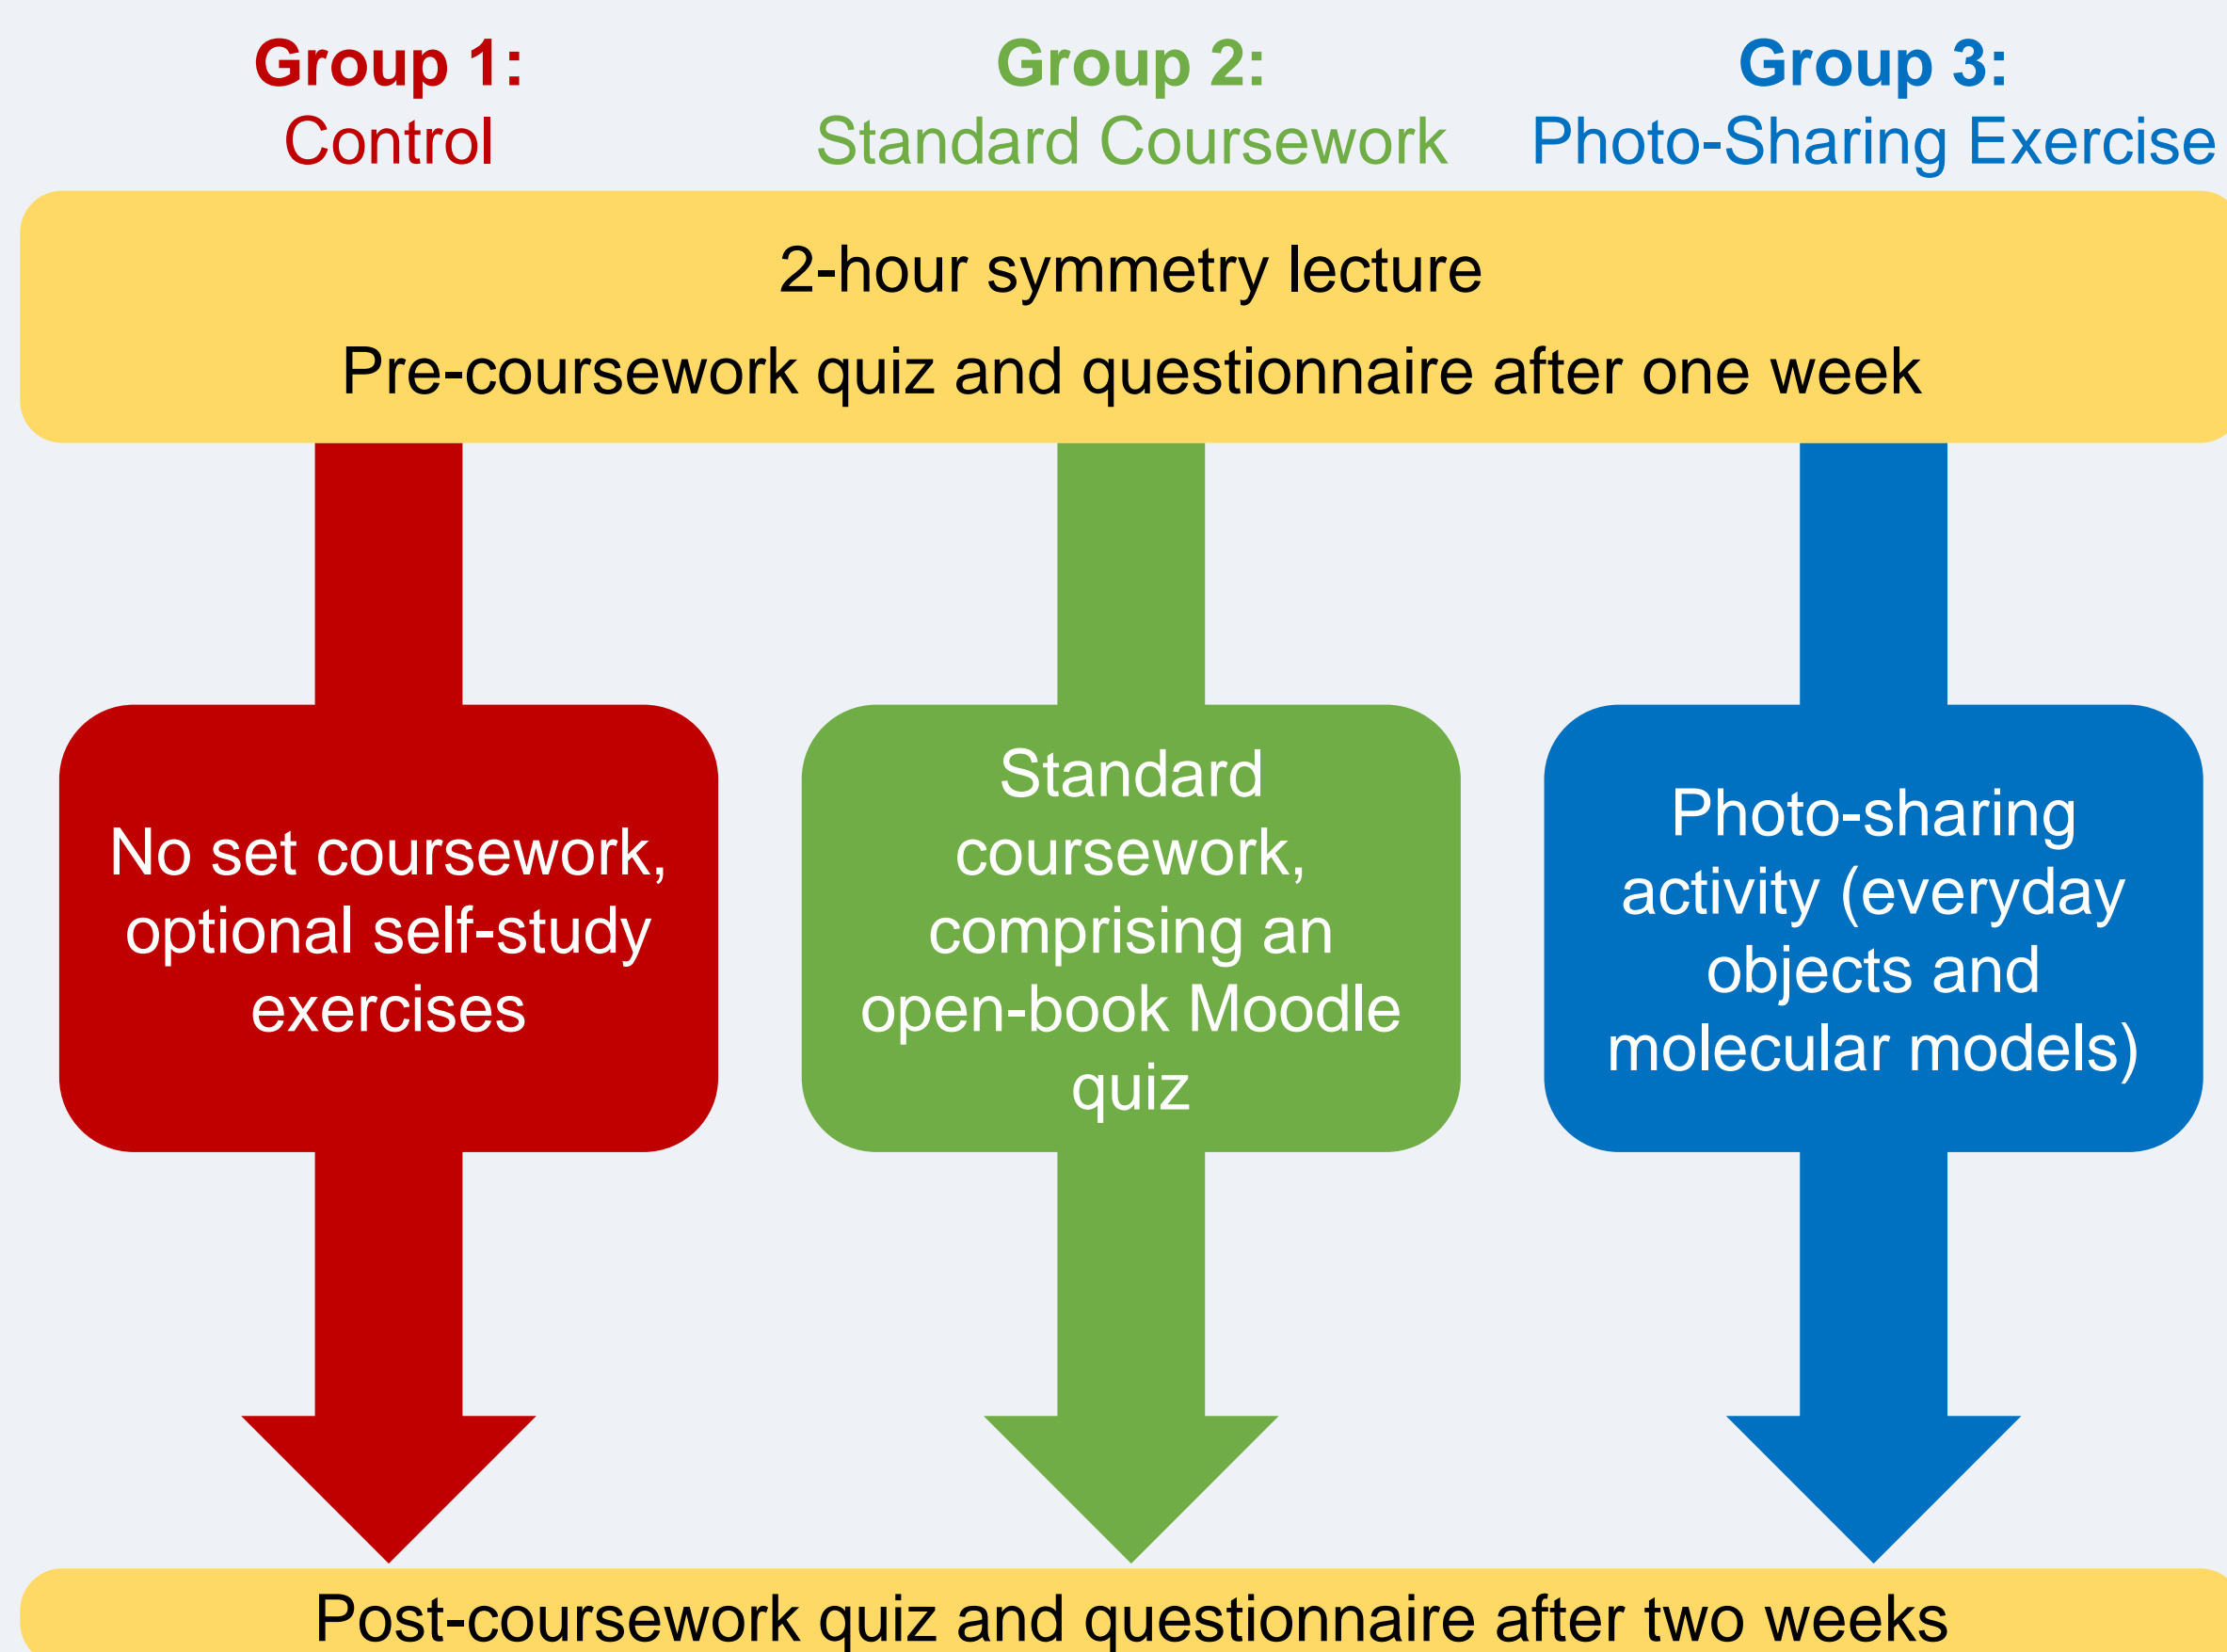 Group 1:
Control
Group 2:
Standard Coursework
Group 3:
Photo-Sharing Exercise
2-hour symmetry lecture
Pre-coursework quiz and questionnaire after one week
No set coursework,
optional self-study
exercises
Standard
coursework,
comprising an
open-book Moodle
quiz
Photo-sharing
activity (everyday
objects and
molecular models)
Post-coursework quiz and questionnaire after two weeks